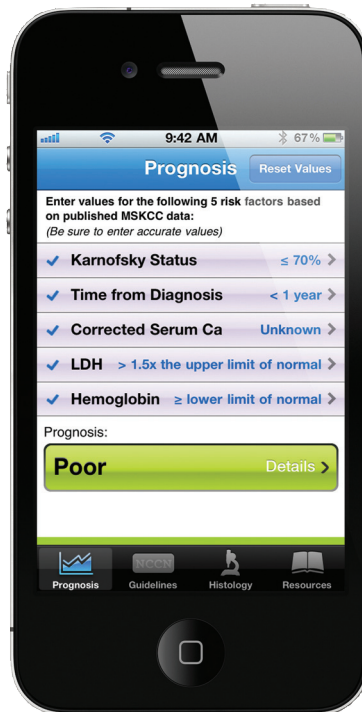 9:42 AM 67%
Prognosis Reset Values
Enter values for the following 5 risk factors based
on published MSKCC data:
(Be sure to enter accurate values)
Karnofsky Status ≤ 70%
Time from Diagnosis < 1 year
Corrected Serum Ca Unknown
LDH > 1.5x the upper limit of normal
Hemoglobin ≥ lower limit of normal
Prognosis:
Poor Details
NCCN
Prognosis Guidelines Histology Resources